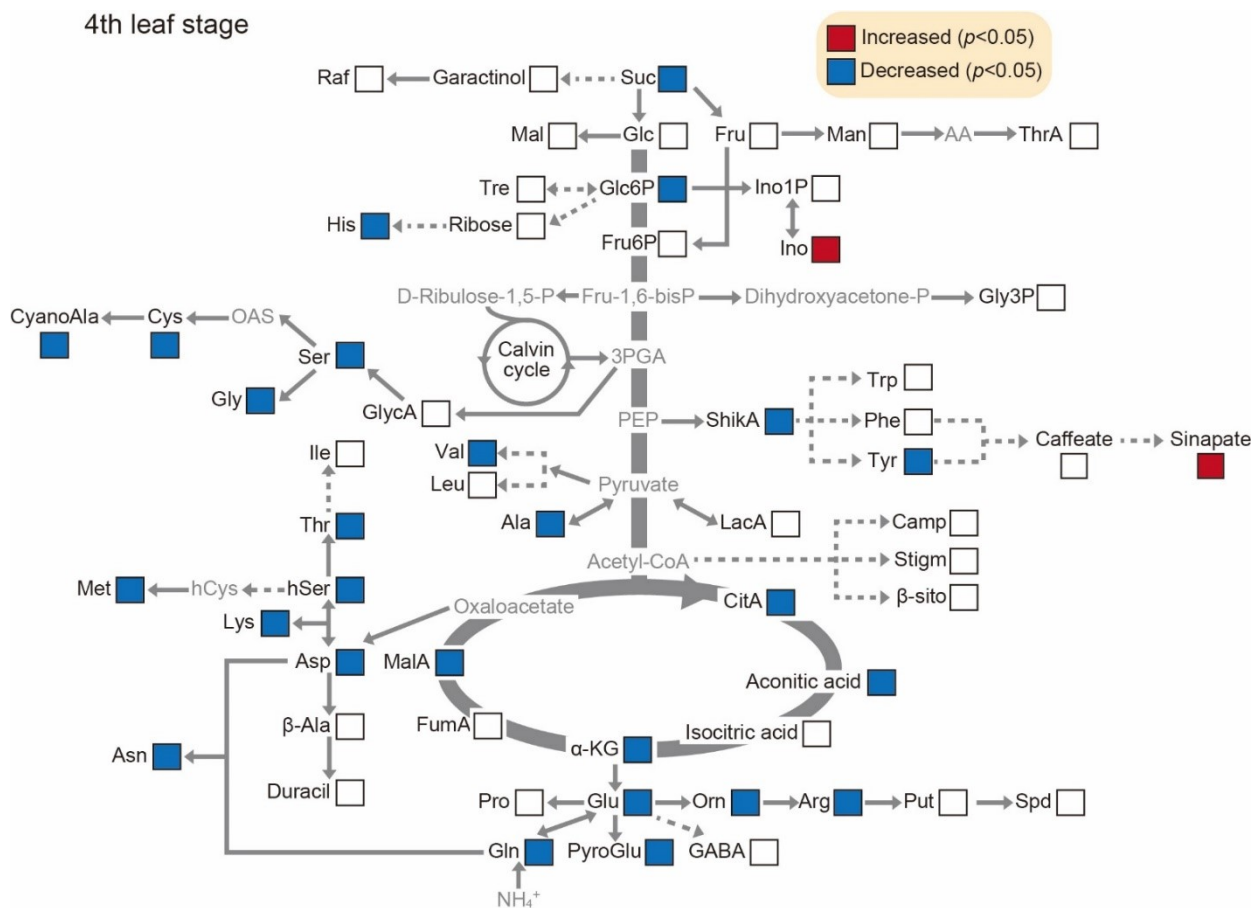 4th leaf stage
Increased (p<0.05)
Decreased (p<0.05)
Raf
Garactinol
Suc
Mal
Glc
Fru
Man
AA
ThrA
Tre
Glc6P
Ino1P
His
Ribose
Fru6P
Ino
D-Ribulose-1,5-P
Fru-1,6-bisP
Dihydroxyacetone-P
Gly3P
CyanoAla
Cys
OAS
Ser
Calvin
cycle
3PGA
Gly
GlycA
PEP
ShikA
Trp
Phe
Tyr
Caffeate
Sinapate
Ile
Val
Leu
Pyruvate
Thr
Ala
LacA
Camp
Acetyl-CoA
Stigm
Met
hCys
hSer
CitA
β-sito
Lys
Oxaloacetate
Asp
MalA
Aconitic acid
β-Ala
FumA
Isocitric acid
Asn
α-KG
Duracil
Pro
Glu
Orn
Arg
Put
Spd
Gln
PyroGlu
GABA
NH₄⁺